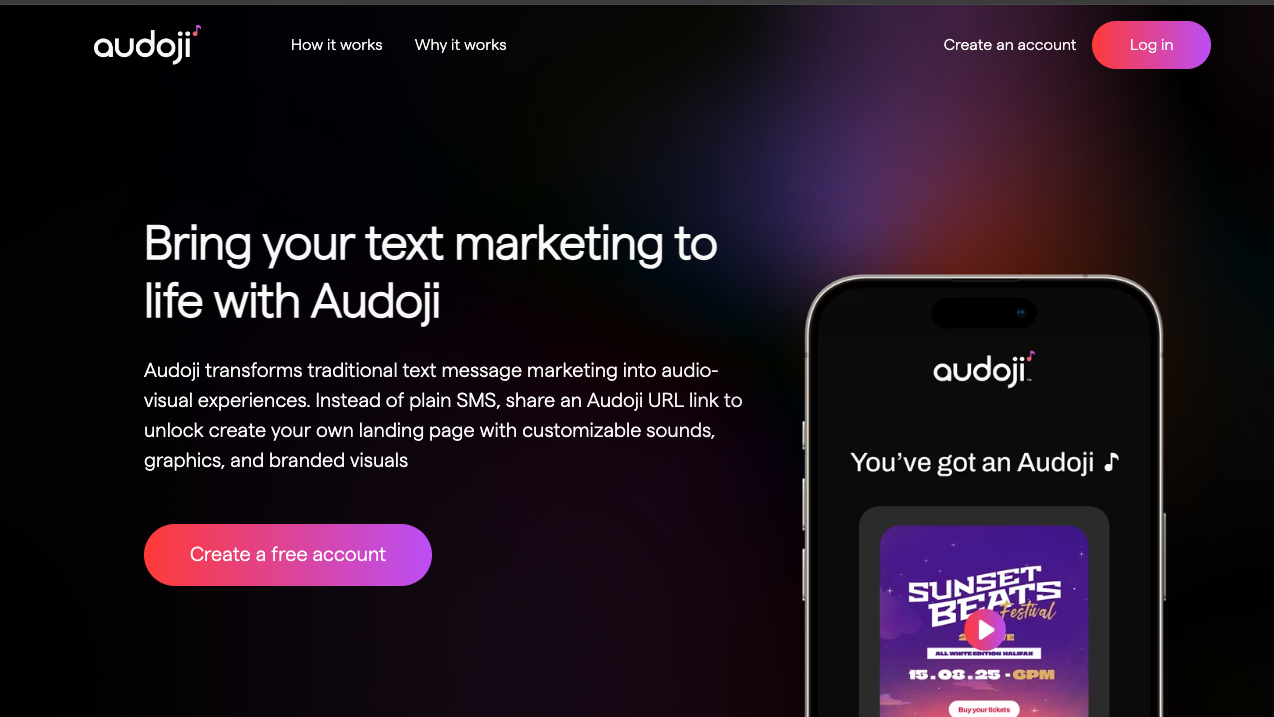 audoji
How it works
Why it works
Create an account
Log in
Bring your text marketing to
life with Audoji
Audoji transforms traditional text message marketing into audio-
visual experiences. Instead of plain SMS, share an Audoji URL link to
unlock create your own landing page with customizable sounds,
graphics, and branded visuals
Create a free account
audoji
You’ve got an Audoji
SUNSET
BEATS
Festival
ALL WHITE EDITION HALIFAX
15.08.25 - 6PM
Buy your tickets